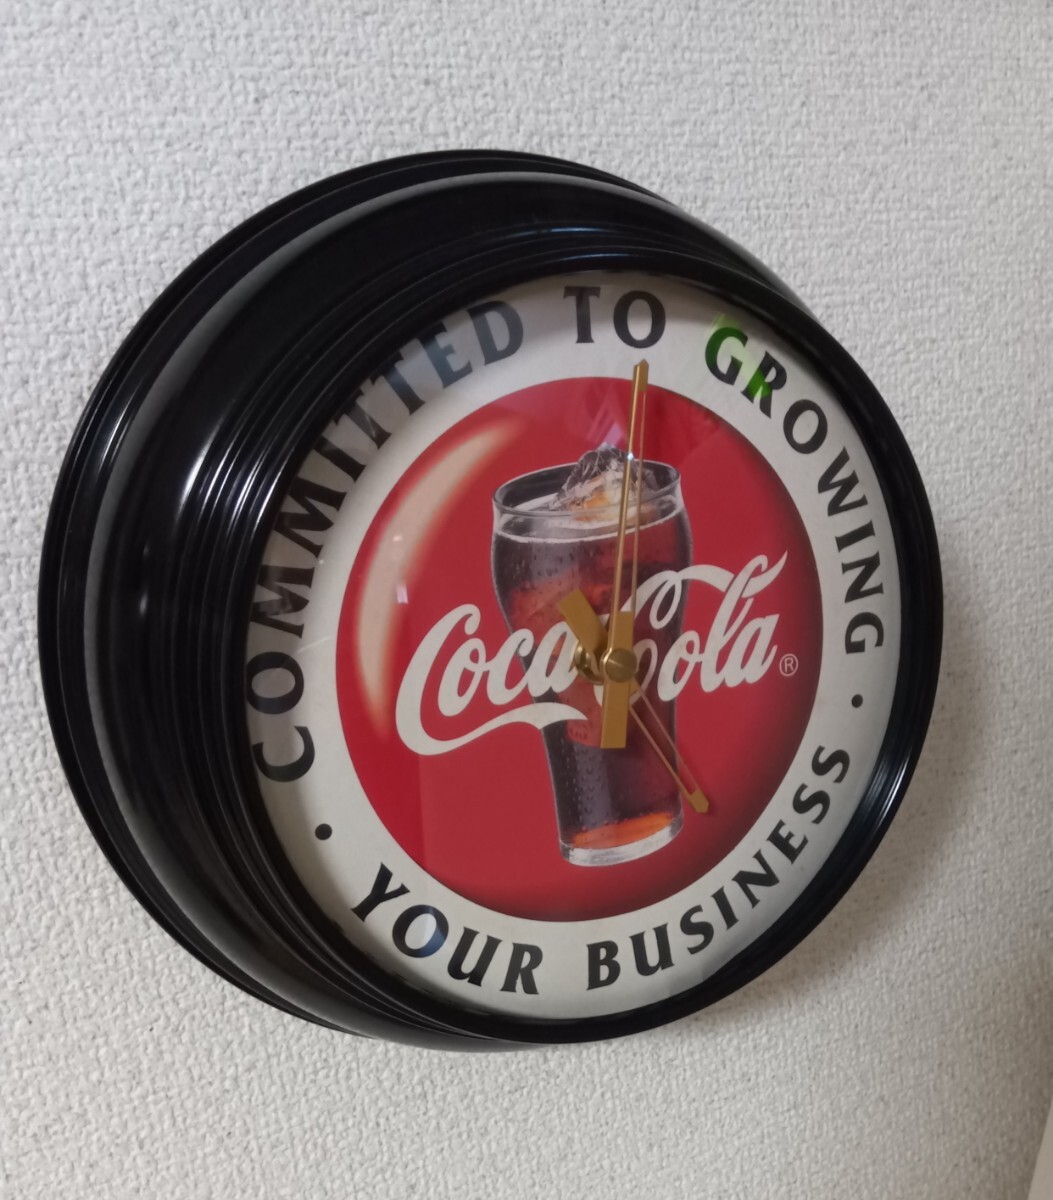 COMMITTED TO GROWING
Coca-Cola ®
· YOUR BUSINESS ·